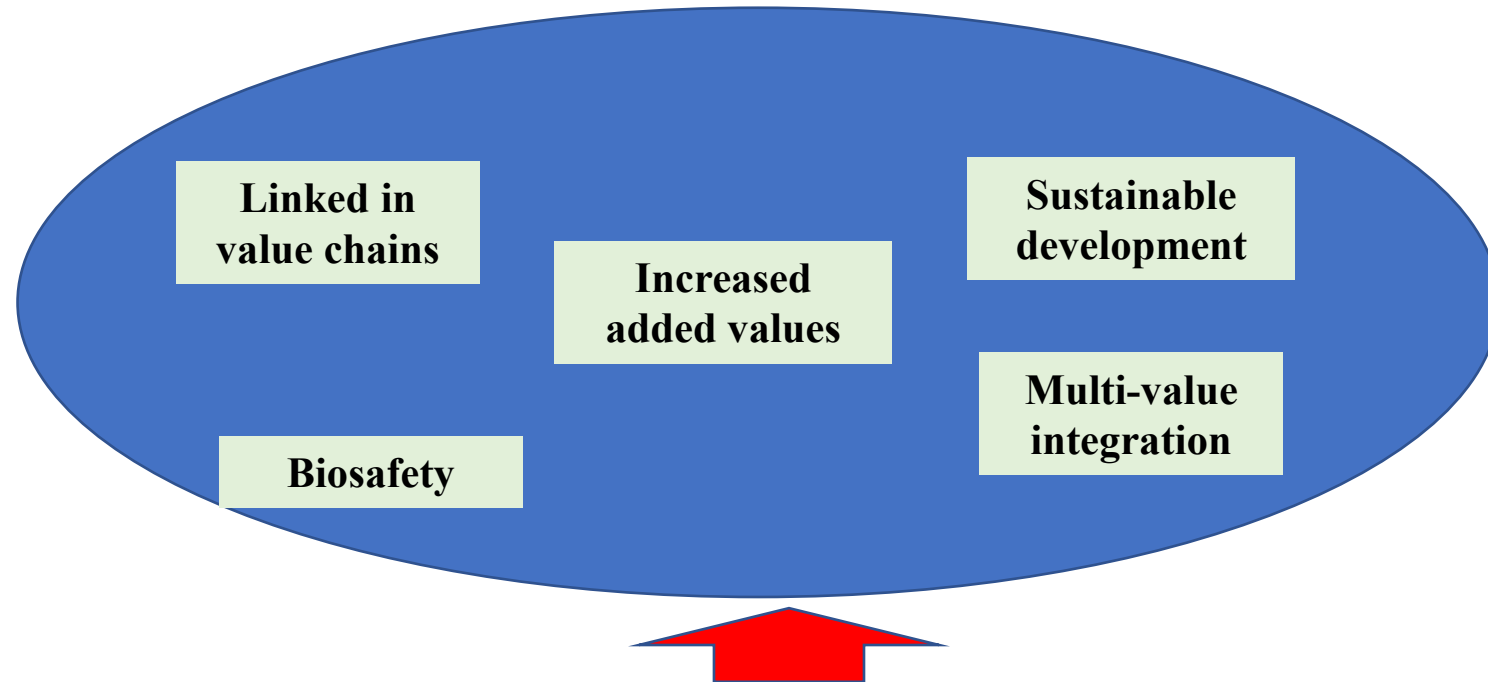 Linked in
value chains
Increased
added values
Sustainable
development
Multi-value
integration
Biosafety